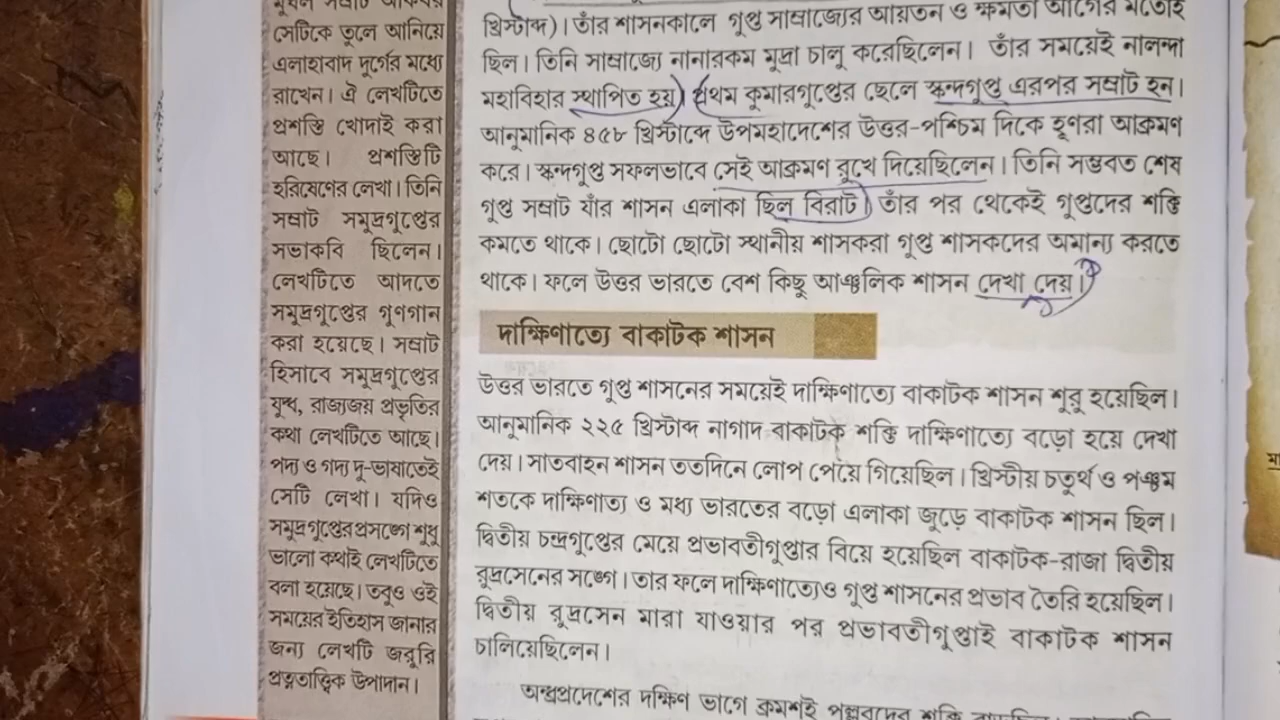 মুঘল সম্রাট আকবর
সেটিকে তুলে আনিয়ে
এলাহাবাদ দুর্গের মধ্যে
রাখেন। ঐ লেখটিতে
প্রশস্তি খোদাই করা
আছে। প্রশস্তিটি
হরিষেণের লেখা। তিনি
সম্রাট সমুদ্রগুপ্তের
সভাকবি ছিলেন।
লেখটিতে আদতে
সমুদ্রগুপ্তের গুণগান
করা হয়েছে। সম্রাট
হিসাবে সমুদ্রগুপ্তের
যুদ্ধ, রাজ্যজয় প্রভৃতির
কথা লেখটিতে আছে।
পদ্য ও গদ্য দু-ভাষাতেই
সেটি লেখা। যদিও
সমুদ্রগুপ্তের প্রসঙ্গে শুধু
ভালো কথাই লেখটিতে
বলা হয়েছে। তবুও ওই
সময়ের ইতিহাস জানার
জন্য লেখটি জরুরি
প্রত্নতাত্ত্বিক উপাদান।
খ্রিস্টাব্দ)। তাঁর শাসনকালে গুপ্ত সাম্রাজ্যের আয়তন ও ক্ষমতা আগের মতোই
ছিল। তিনি সাম্রাজ্যে নানারকম মুদ্রা চালু করেছিলেন। তাঁর সময়েই নালন্দা
মহাবিহার স্থাপিত হয়। প্রথম কুমারগুপ্তের ছেলে স্কন্দগুপ্ত এরপর সম্রাট হন।
আনুমানিক ৪৫৮ খ্রিস্টাব্দে উপমহাদেশের উত্তর-পশ্চিম দিকে হূণরা আক্রমণ
করে। স্কন্দগুপ্ত সফলভাবে সেই আক্রমণ রুখে দিয়েছিলেন। তিনি সম্ভবত শেষ
গুপ্ত সম্রাট যাঁর শাসন এলাকা ছিল বিরাট। তাঁর পর থেকেই গুপ্তদের শক্তি
কমতে থাকে। ছোটো ছোটো স্থানীয় শাসকরা গুপ্ত শাসকদের অমান্য করতে
থাকে। ফলে উত্তর ভারতে বেশ কিছু আঞ্চলিক শাসন দেখা দেয়।
দাক্ষিণাত্যে বাকাটক শাসন
উত্তর ভারতে গুপ্ত শাসনের সময়েই দাক্ষিণাত্যে বাকাটক শাসন শুরু হয়েছিল।
আনুমানিক ২২৫ খ্রিস্টাব্দ নাগাদ বাকাটক শক্তি দাক্ষিণাত্যে বড়ো হয়ে দেখা
দেয়। সাতবাহন শাসন ততদিনে লোপ পেয়ে গিয়েছিল। খ্রিস্টীয় চতুর্থ ও পঞ্চম
শতকে দাক্ষিণাত্য ও মধ্য ভারতের বড়ো এলাকা জুড়ে বাকাটক শাসন ছিল।
দ্বিতীয় চন্দ্রগুপ্তের মেয়ে প্রভাবতীগুপ্তার বিয়ে হয়েছিল বাকাটক-রাজা দ্বিতীয়
রুদ্রসেনের সঙ্গে। তার ফলে দাক্ষিণাত্যেও গুপ্ত শাসনের প্রভাব তৈরি হয়েছিল।
দ্বিতীয় রুদ্রসেন মারা যাওয়ার পর প্রভাবতীগুপ্তাই বাকাটক শাসন
চালিয়েছিলেন।
অন্ধ্রপ্রদেশের দক্ষিণ ভাগে ক্রমশই পল্লবদের শক্তি